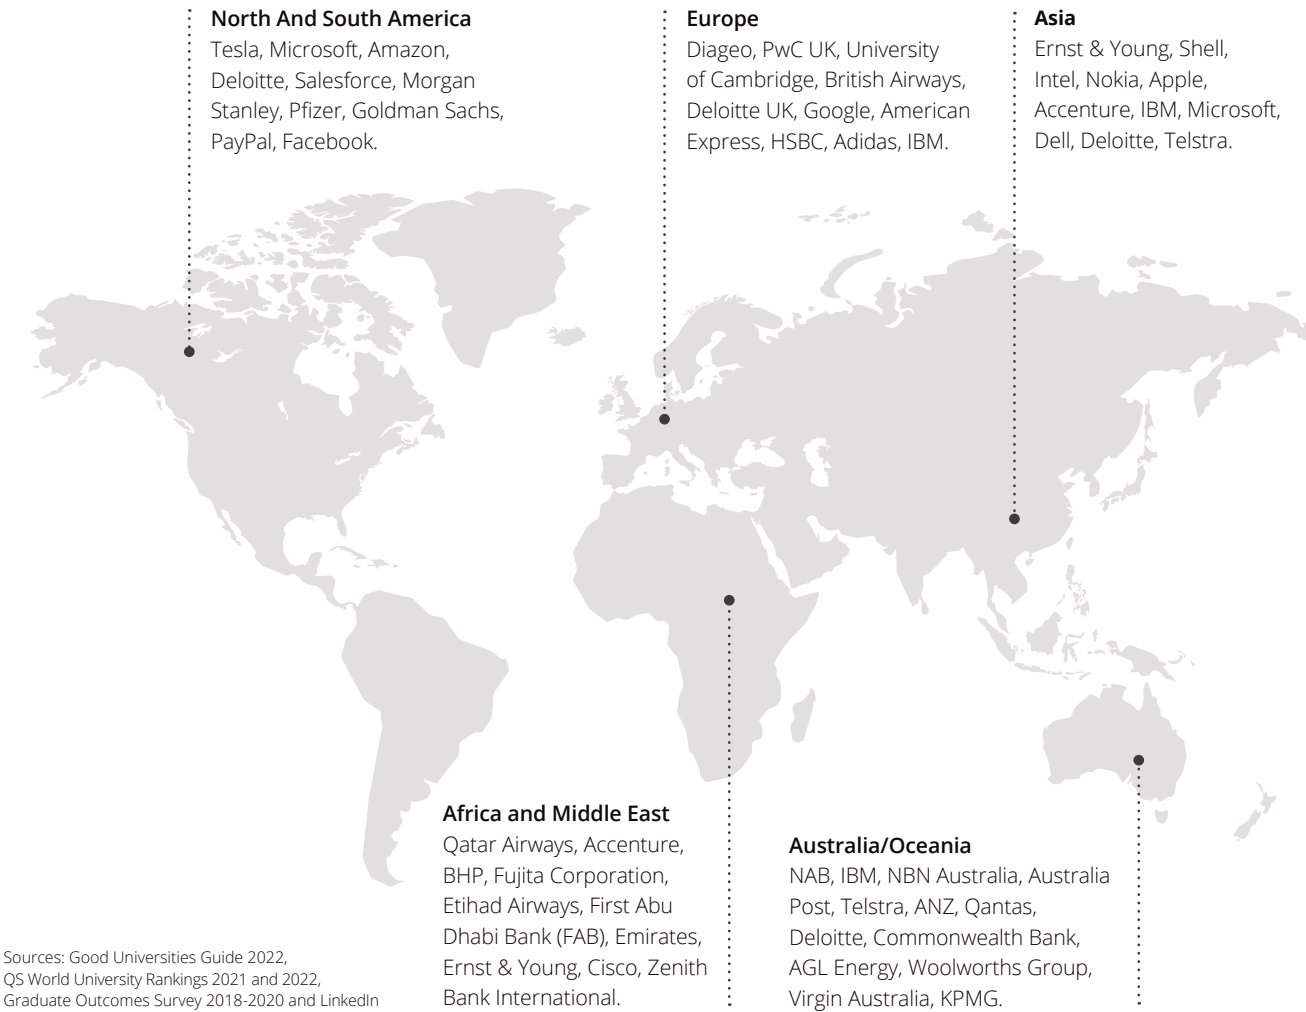 North And South America
Tesla, Microsoft, Amazon,
Deloitte, Salesforce, Morgan
Stanley, Pfizer, Goldman Sachs,
PayPal, Facebook.
Europe
Diageo, PwC UK, University
of Cambridge, British Airways,
Deloitte UK, Google, American
Express, HSBC, Adidas, IBM.
Asia
Ernst & Young, Shell,
Intel, Nokia, Apple,
Accenture, IBM, Microsoft,
Dell, Deloitte, Telstra.
Africa and Middle East
Qatar Airways, Accenture,
BHP, Fujita Corporation,
Etihad Airways, First Abu
Dhabi Bank (FAB), Emirates,
Ernst & Young, Cisco, Zenith
Bank International.
Australia/Oceania
NAB, IBM, NBN Australia, Australia
Post, Telstra, ANZ, Qantas,
Deloitte, Commonwealth Bank,
AGL Energy, Woolworths Group,
Virgin Australia, KPMG.
Sources: Good Universities Guide 2022,
QS World University Rankings 2021 and 2022,
Graduate Outcomes Survey 2018-2020 and LinkedIn